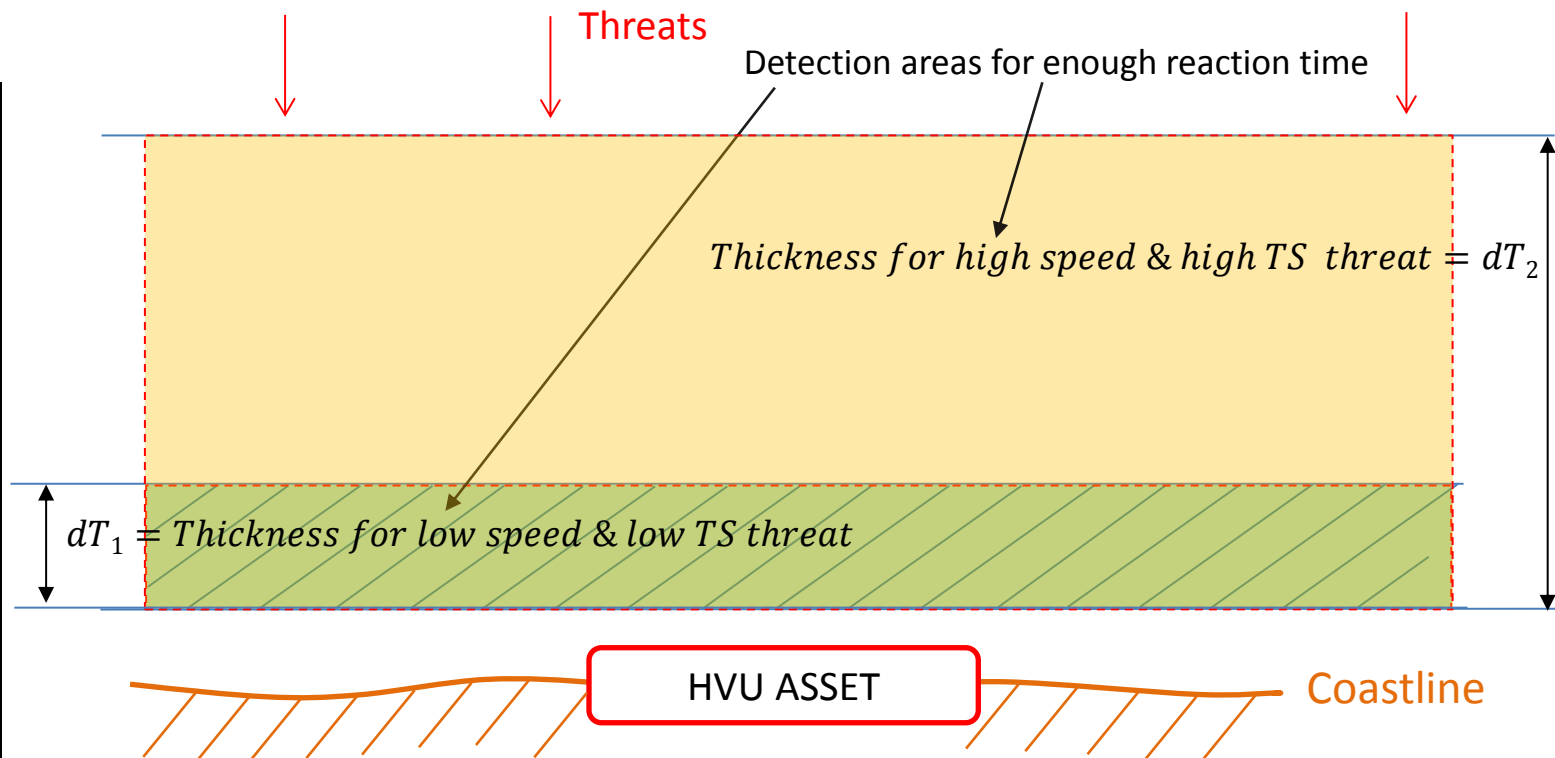 Threats
Detection areas for enough reaction time
Thickness for high speed & high TS threat = dT₂
dT₁ = Thickness for low speed & low TS threat
HVU ASSET
Coastline